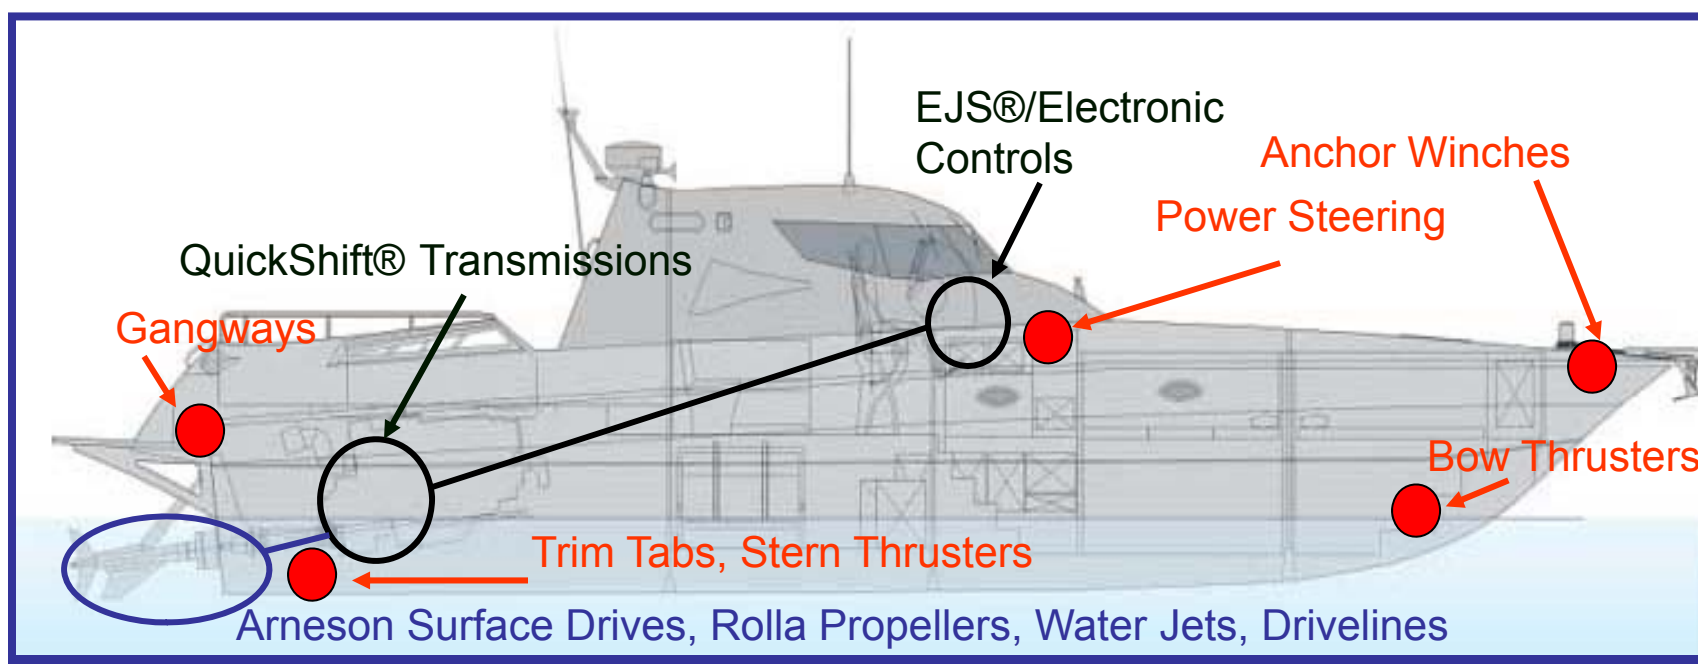 EJS®/Electronic
Controls
Anchor Winches
Power Steering
QuickShift® Transmissions
Gangways
Bow Thrusters
Trim Tabs, Stern Thrusters
Arneson Surface Drives, Rolla Propellers, Water Jets, Drivelines